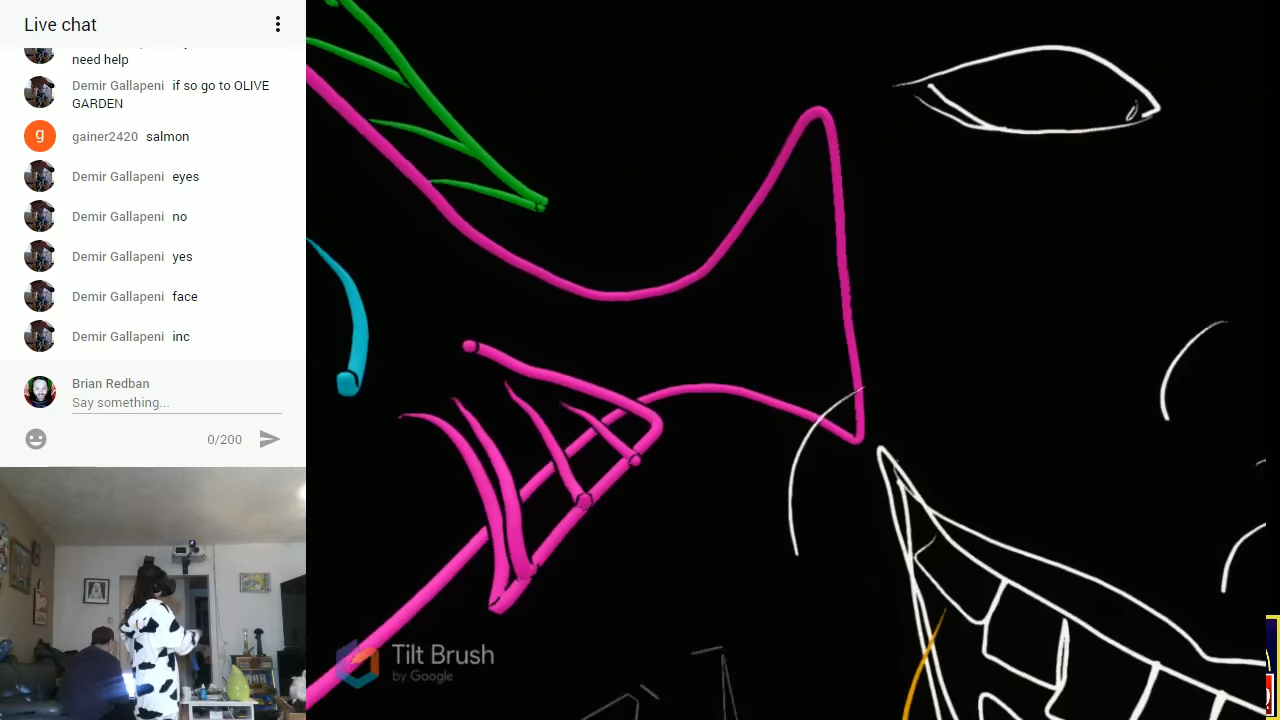 Live chat
need help
Demir Gallapeni if so go to OLIVE
GARDEN
g gainer2420 salmon
Demir Gallapeni eyes
Demir Gallapeni no
Demir Gallapeni yes
Demir Gallapeni face
Demir Gallapeni inc
Brian Redban
Say something...
0/200
Tilt Brush
by Google